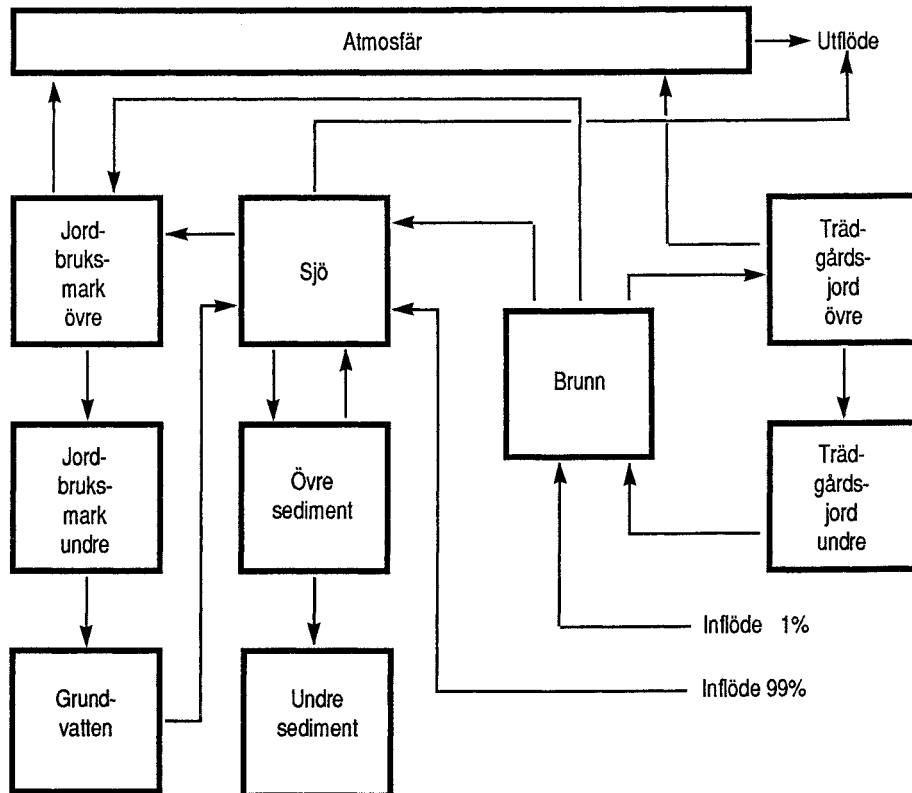 Atmosfär
Utflöde
Jord-
bruks-
mark
övre
Sjö
Träd-
gårds-
jord
övre
Brunn
Jord-
bruks-
mark
undre
Övre
sediment
Träd-
gårds-
jord
undre
Inflöde 1%
Inflöde 99%
Grund-
vatten
Undre
sediment